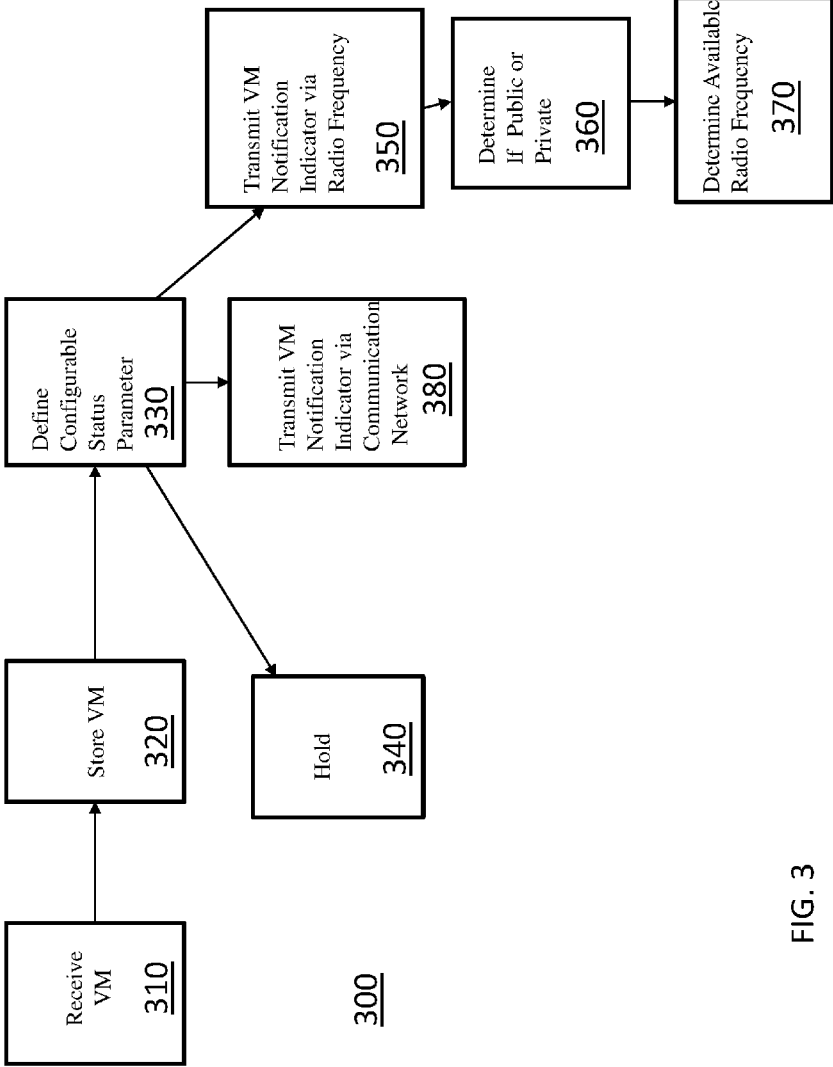 Receive
VM
310
Store VM
320
Define
Configurable
Status
Parameter
330
Hold
340
Transmit VM
Notification
Indicator via
Communication
Network
380
Transmit VM
Notification
Indicator via
Radio Frequency
350
Determine
If Public or
Private
360
Determine Available
Radio Frequency
370
300
FIG. 3